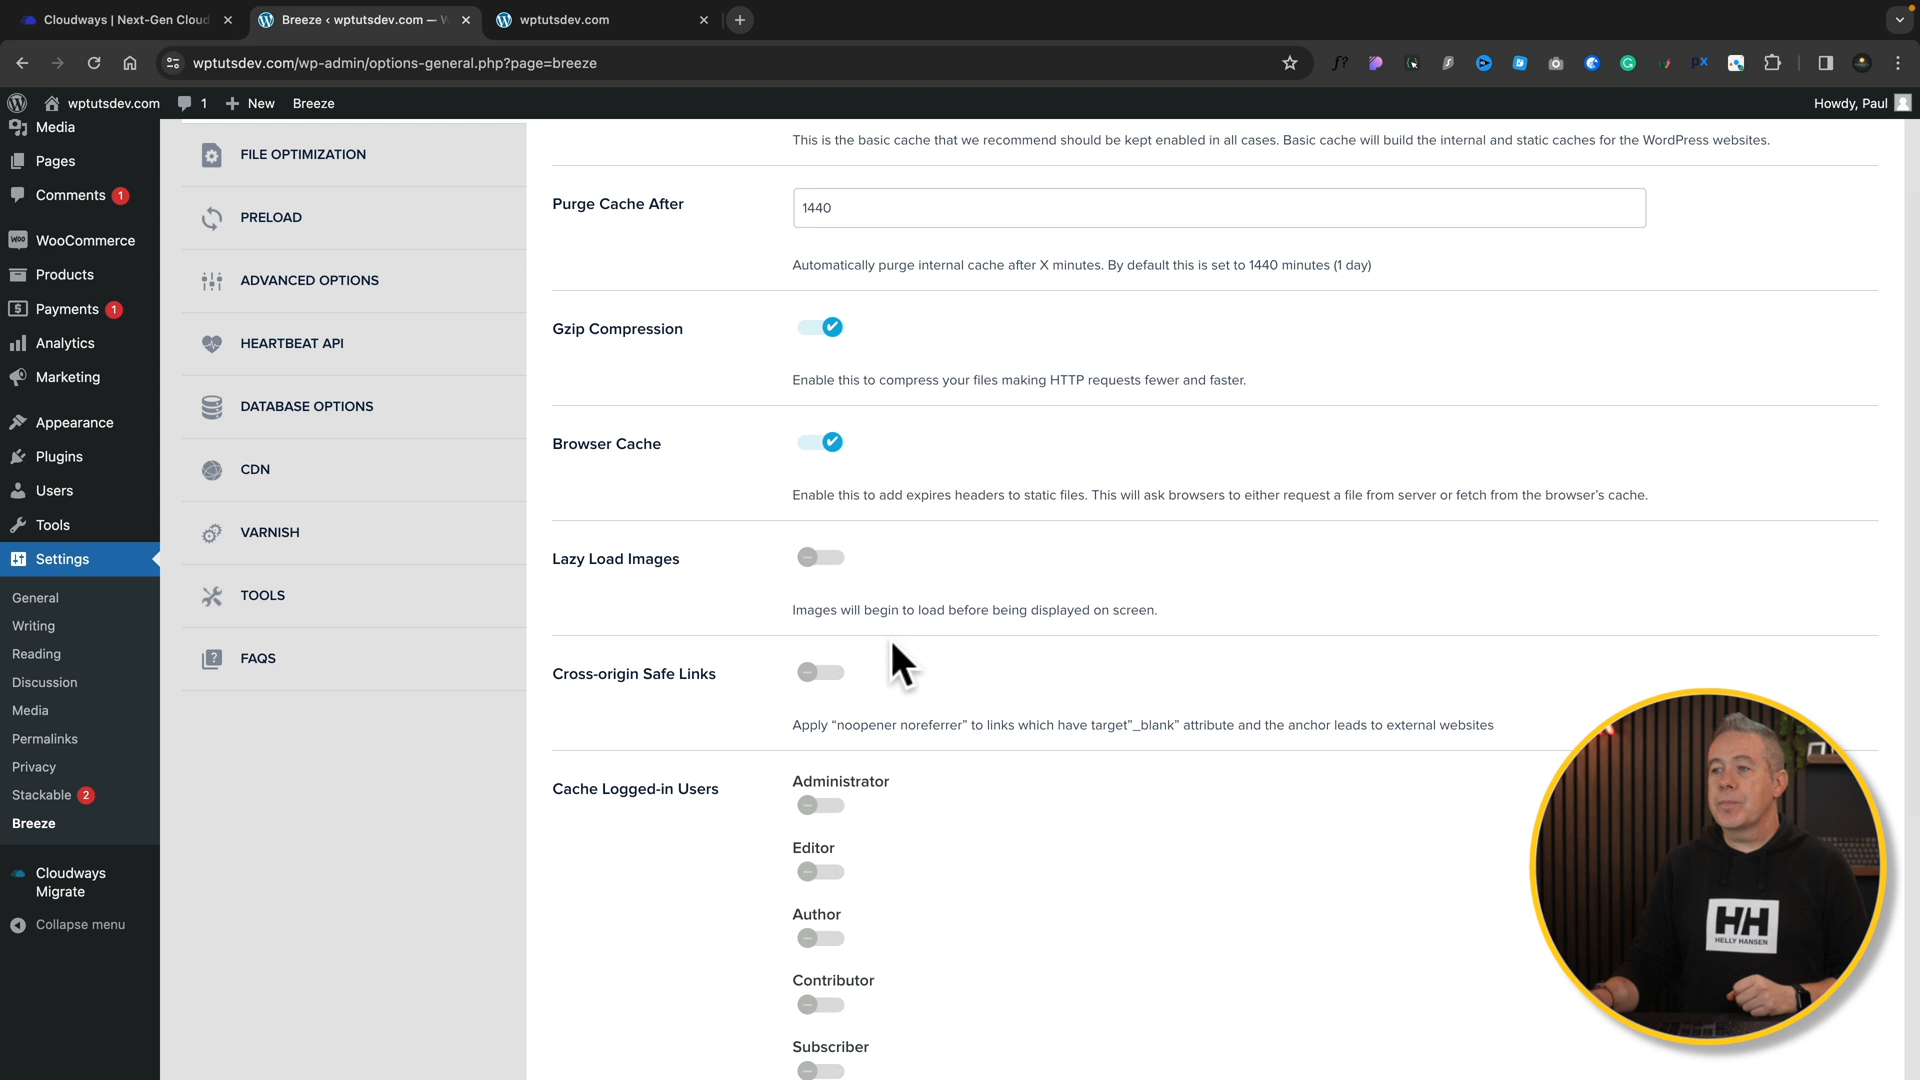 Cloudways | Next-Gen Cloud
Breeze ‹ wptutsdev.com — W
wptutsdev.com
wptutsdev.com/wp-admin/options-general.php?page=breeze
wptutsdev.com
1
New
Breeze
Howdy, Paul
Media
Pages
Comments 1
WooCommerce
Products
Payments 1
Analytics
Marketing
Appearance
Plugins
Users
Tools
Settings
General
Writing
Reading
Discussion
Media
Permalinks
Privacy
Stackable 2
Breeze
Cloudways
Migrate
Collapse menu
FILE OPTIMIZATION
PRELOAD
ADVANCED OPTIONS
HEARTBEAT API
DATABASE OPTIONS
CDN
VARNISH
TOOLS
FAQS
This is the basic cache that we recommend should be kept enabled in all cases. Basic cache will build the internal and static caches for the WordPress websites.
Purge Cache After
1440
Automatically purge internal cache after X minutes. By default this is set to 1440 minutes (1 day)
Gzip Compression
Enable this to compress your files making HTTP requests fewer and faster.
Browser Cache
Enable this to add expires headers to static files. This will ask browsers to either request a file from server or fetch from the browser's cache.
Lazy Load Images
Images will begin to load before being displayed on screen.
Cross-origin Safe Links
Apply “noopener noreferrer” to links which have target”_blank” attribute and the anchor leads to external websites
Cache Logged-in Users
Administrator
Editor
Author
Contributor
Subscriber
HH
HELLY HANSEN